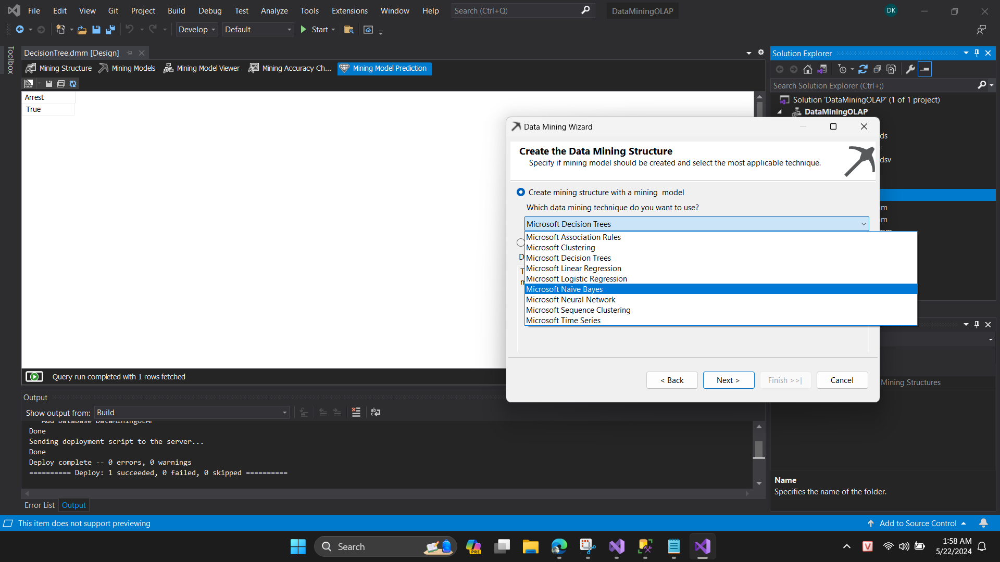 File Edit View Git Project Build Debug Test Analyze Tools Extensions Window Help Search (Ctrl+Q) DataMiningOLAP DK
Develop Default Start
Toolbox
DecisionTree.dmm [Design]
Mining Structure Mining Models Mining Model Viewer Mining Accuracy Ch... Mining Model Prediction
Arrest
True
Query run completed with 1 rows fetched
Output
Show output from: Build
Add Database DataMiningOLAP
Done
Sending deployment script to the server...
Done
Deploy complete -- 0 errors, 0 warnings
========== Deploy: 1 succeeded, 0 failed, 0 skipped ==========
Error List Output
Data Mining Wizard
Create the Data Mining Structure
Specify if mining model should be created and select the most applicable technique.
Create mining structure with a mining model
Which data mining technique do you want to use?
Microsoft Decision Trees
Microsoft Association Rules
Microsoft Clustering
D Microsoft Decision Trees
T Microsoft Linear Regression
m Microsoft Logistic Regression
Microsoft Naive Bayes
Microsoft Neural Network
Microsoft Sequence Clustering
Microsoft Time Series
< Back Next > Finish >>| Cancel
Solution Explorer
Search Solution Explorer (Ctrl+;)
Solution 'DataMiningOLAP' (1 of 1 project)
DataMiningOLAP
ds
dsv
m
m
Mining Structures
Name
Specifies the name of the folder.
This item does not support previewing Add to Source Control
Search PRE V 1:58 AM
5/22/2024